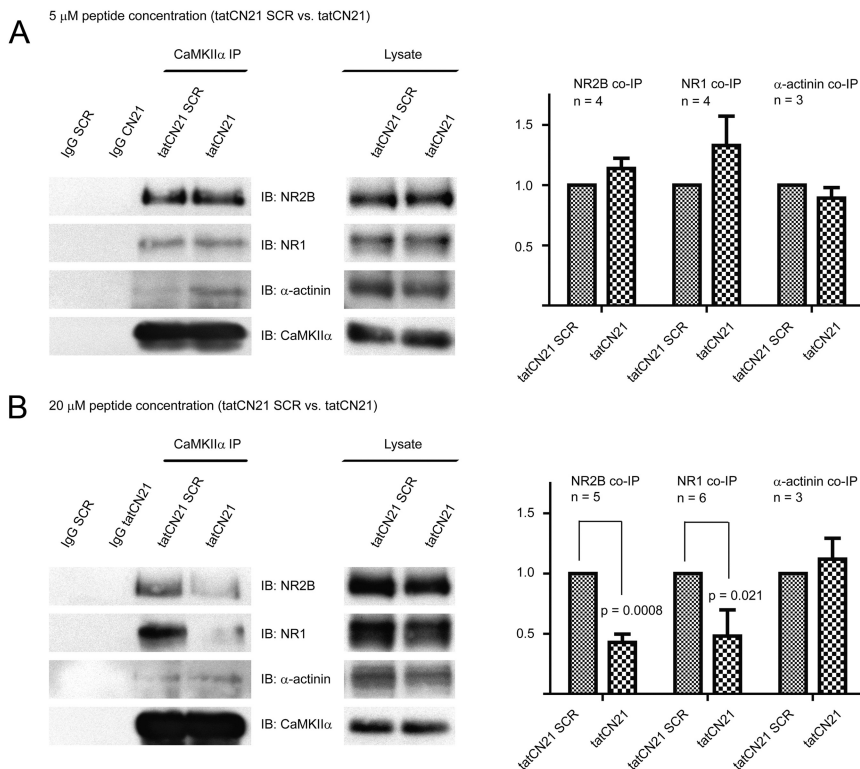 A
5 μM peptide concentration (tatCN21 SCR vs. tatCN21)
CaMKIIα IP
Lysate
IgG SCR
IgG CN21
tatCN21 SCR
tatCN21
tatCN21 SCR
tatCN21
IB: NR2B
IB: NR1
IB: α-actinin
IB: CaMKIIα
NR2B co-IP
n = 4
NR1 co-IP
n = 4
α-actinin co-IP
n = 3
1.5
1.0
0.5
tatCN21 SCR
tatCN21
tatCN21 SCR
tatCN21
tatCN21 SCR
tatCN21
B
20 μM peptide concentration (tatCN21 SCR vs. tatCN21)
CaMKIIα IP
Lysate
IgG SCR
IgG tatCN21
tatCN21 SCR
tatCN21
tatCN21 SCR
tatCN21
IB: NR2B
IB: NR1
IB: α-actinin
IB: CaMKIIα
NR2B co-IP
n = 5
NR1 co-IP
n = 6
α-actinin co-IP
n = 3
1.5
1.0
0.5
p = 0.0008
p = 0.021
tatCN21 SCR
tatCN21
tatCN21 SCR
tatCN21
tatCN21 SCR
tatCN21